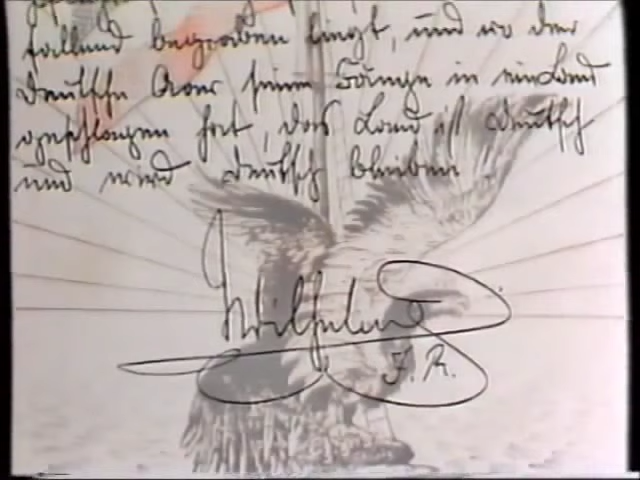 fallend begraben liegt, und wo der
deutsche Aar seine Fänge in ein Land
geschlagen hat, das Land ist deutsch
und wird deutsch bleiben
Wilhelm
I. R.